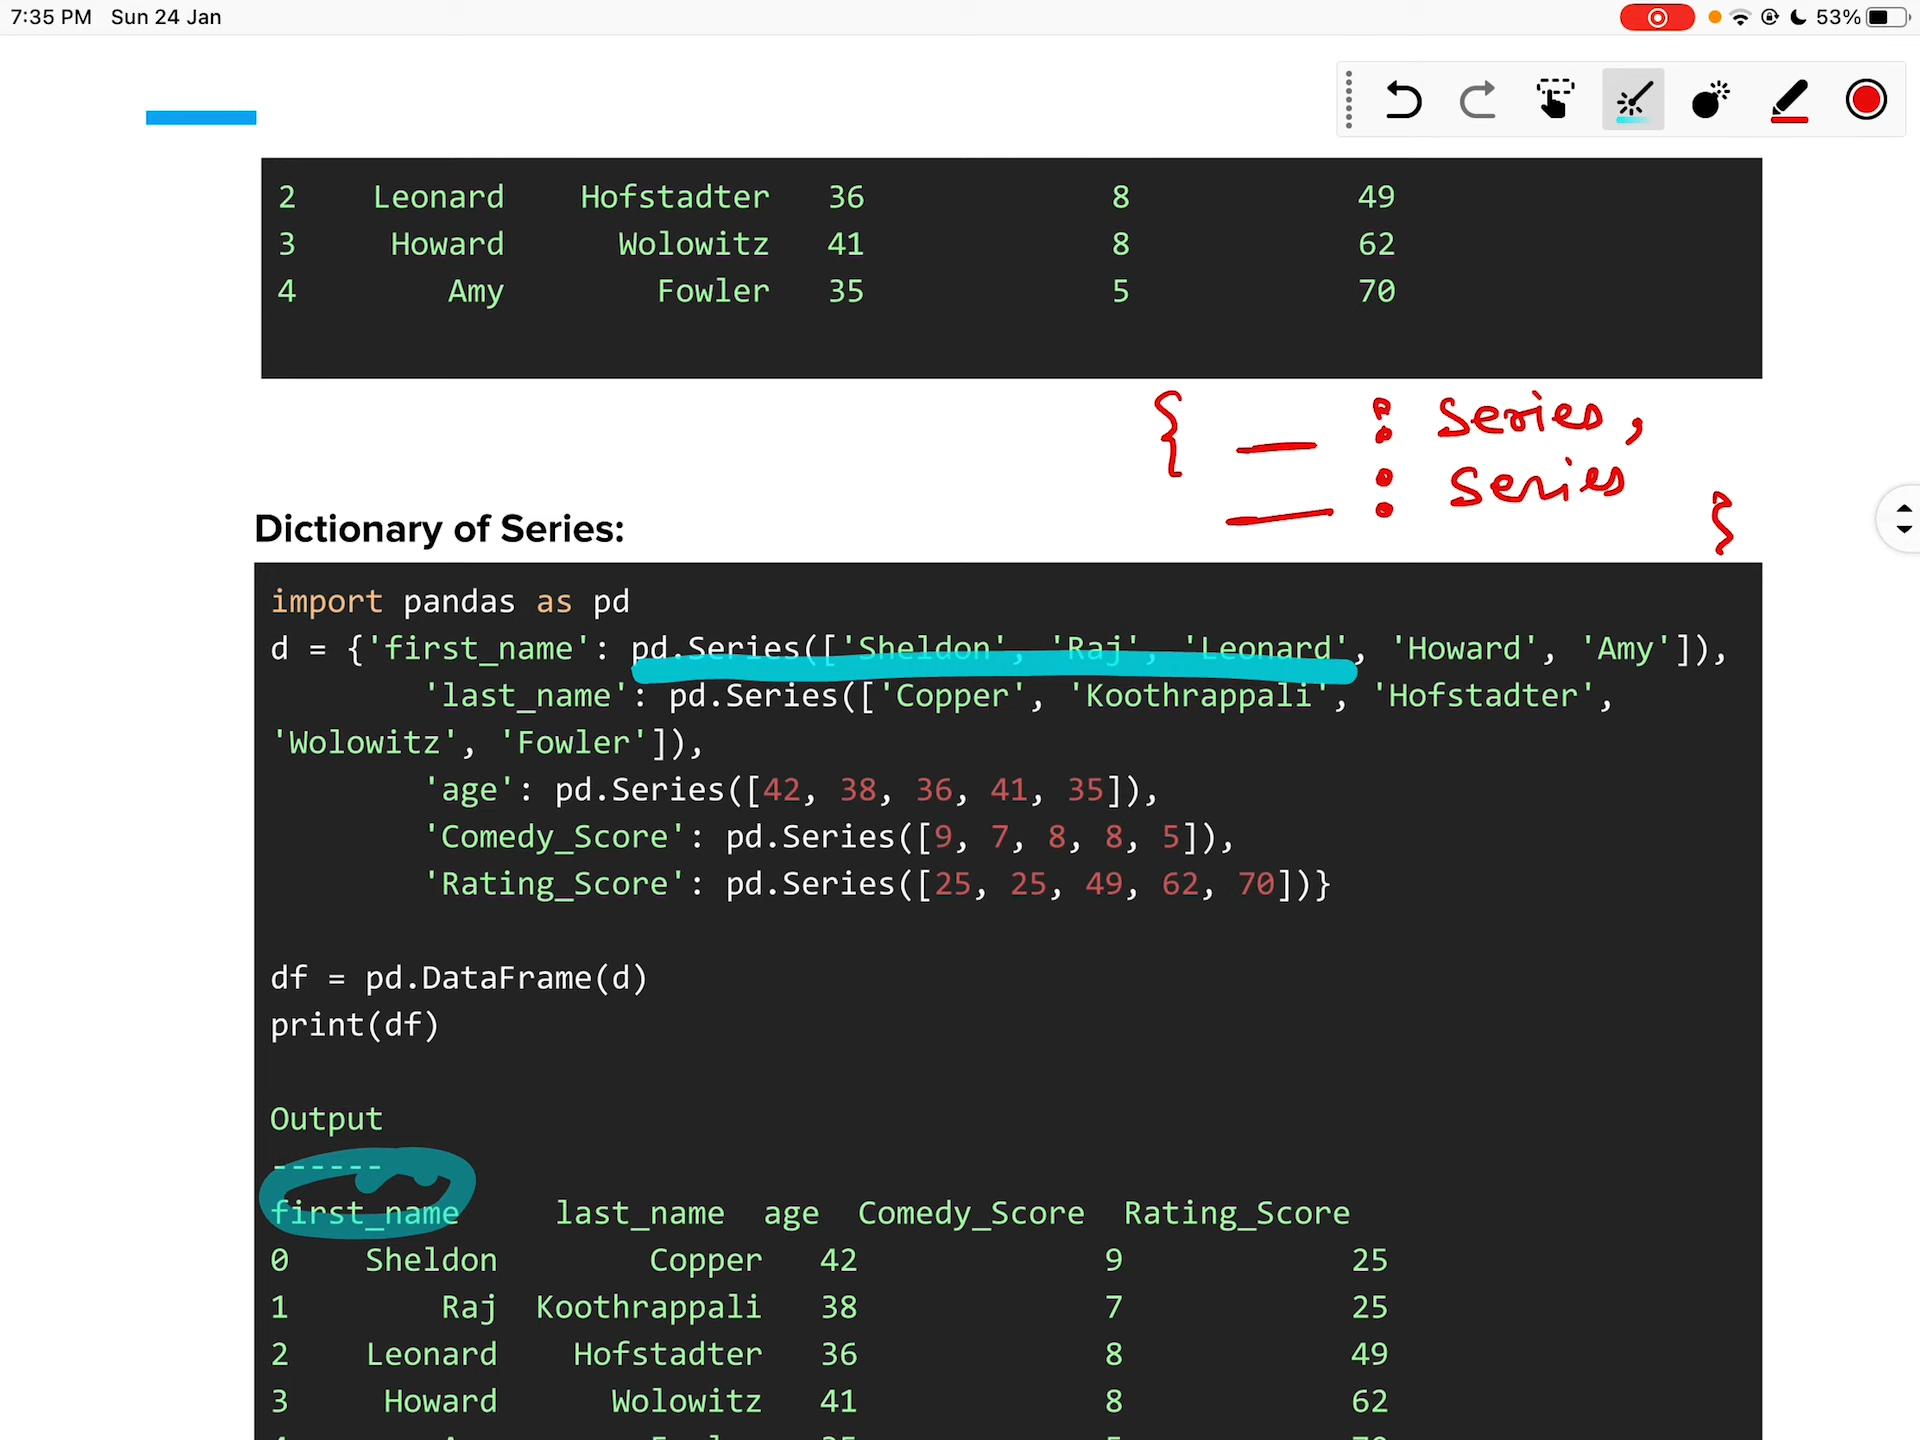 7:35 PM Sun 24 Jan
53%
2 Leonard Hofstadter 36 8 49
3 Howard Wolowitz 41 8 62
4 Amy Fowler 35 5 70
{ __ : Series,
__ : Series }
Dictionary of Series:
import pandas as pd
d = {'first_name': pd.Series(['Sheldon', 'Raj', 'Leonard', 'Howard', 'Amy']),
'last_name': pd.Series(['Copper', 'Koothrappali', 'Hofstadter',
'Wolowitz', 'Fowler']),
'age': pd.Series([42, 38, 36, 41, 35]),
'Comedy_Score': pd.Series([9, 7, 8, 8, 5]),
'Rating_Score': pd.Series([25, 25, 49, 62, 70])}
df = pd.DataFrame(d)
print(df)
Output
------
first_name last_name age Comedy_Score Rating_Score
0 Sheldon Copper 42 9 25
1 Raj Koothrappali 38 7 25
2 Leonard Hofstadter 36 8 49
3 Howard Wolowitz 41 8 62